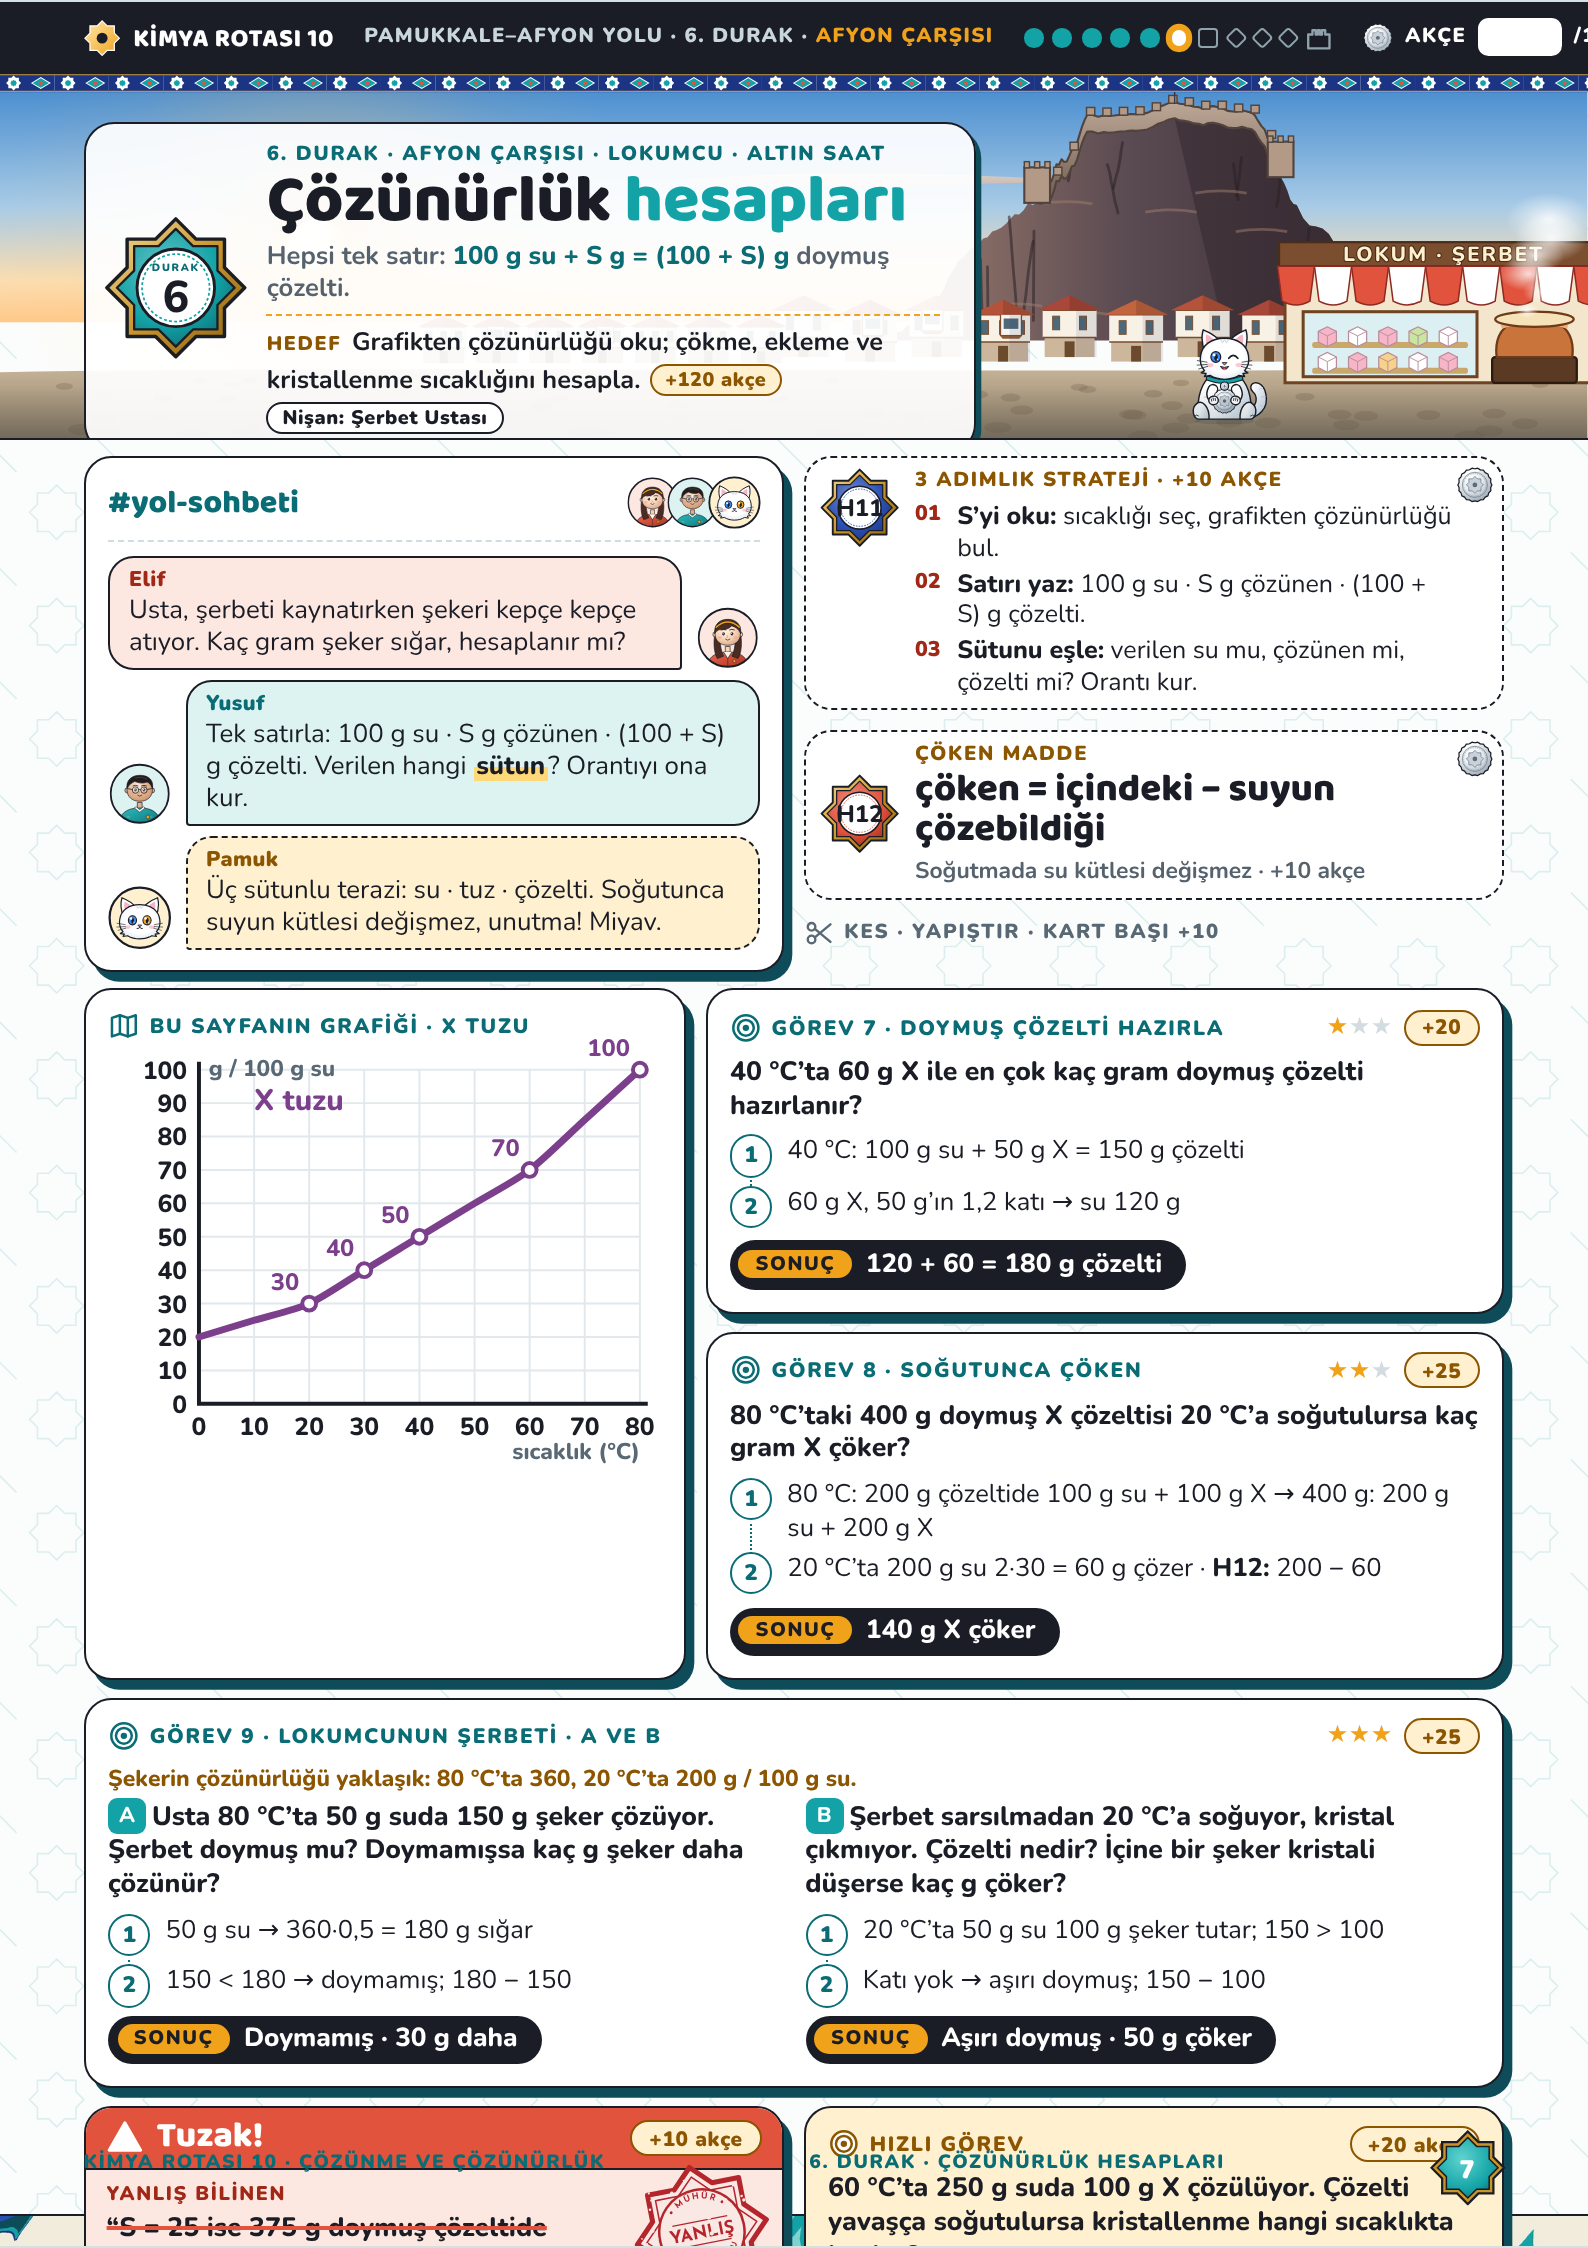 KİMYA ROTASI 10
PAMUKKALE–AFYON YOLU · 6. DURAK · AFYON ÇARŞISI
AKÇE
6. DURAK · AFYON ÇARŞISI · LOKUMCU · ALTIN SAAT
Çözünürlük hesapları
Hepsi tek satır: 100 g su + S g = (100 + S) g doymuş
çözelti.
DURAK
6
HEDEF Grafikten çözünürlüğü oku; çökme, ekleme ve
kristallenme sıcaklığını hesapla. +120 akçe
Nişan: Şerbet Ustası
LOKUM · ŞERBET
#yol-sohbeti
Elif
Usta, şerbeti kaynatırken şekeri kepçe kepçe
atıyor. Kaç gram şeker sığar, hesaplanır mı?
Yusuf
Tek satırla: 100 g su · S g çözünen · (100 + S)
g çözelti. Verilen hangi sütun? Orantıyı ona
kur.
Pamuk
Üç sütunlu terazi: su · tuz · çözelti. Soğutunca
suyun kütlesi değişmez, unutma! Miyav.
H11
3 ADIMLIK STRATEJİ · +10 AKÇE
01 S’yi oku: sıcaklığı seç, grafikten çözünürlüğü
bul.
02 Satırı yaz: 100 g su · S g çözünen · (100 +
S) g çözelti.
03 Sütunu eşle: verilen su mu, çözünen mi,
çözelti mi? Orantı kur.
H12
ÇÖKEN MADDE
çöken = içindeki − suyun
çözebildiği
Soğutmada su kütlesi değişmez · +10 akçe
KES · YAPIŞTIR · KART BAŞI +10
BU SAYFANIN GRAFİĞİ · X TUZU
g / 100 g su
X tuzu
100
90
80
70
60
50
40
30
20
10
0
30
40
50
70
100
0 10 20 30 40 50 60 70 80
sıcaklık (°C)
GÖREV 7 · DOYMUŞ ÇÖZELTİ HAZIRLA
+20
40 °C’ta 60 g X ile en çok kaç gram doymuş çözelti
hazırlanır?
1 40 °C: 100 g su + 50 g X = 150 g çözelti
2 60 g X, 50 g’ın 1,2 katı → su 120 g
SONUÇ 120 + 60 = 180 g çözelti
GÖREV 8 · SOĞUTUNCA ÇÖKEN
+25
80 °C’taki 400 g doymuş X çözeltisi 20 °C’a soğutulursa kaç
gram X çöker?
1 80 °C: 200 g çözeltide 100 g su + 100 g X → 400 g: 200 g
su + 200 g X
2 20 °C’ta 200 g su 2·30 = 60 g çözer · H12: 200 − 60
SONUÇ 140 g X çöker
GÖREV 9 · LOKUMCUNUN ŞERBETİ · A VE B
+25
Şekerin çözünürlüğü yaklaşık: 80 °C’ta 360, 20 °C’ta 200 g / 100 g su.
A Usta 80 °C’ta 50 g suda 150 g şeker çözüyor.
Şerbet doymuş mu? Doymamışsa kaç g şeker daha
çözünür?
1 50 g su → 360·0,5 = 180 g sığar
2 150 < 180 → doymamış; 180 − 150
SONUÇ Doymamış · 30 g daha
B Şerbet sarsılmadan 20 °C’a soğuyor, kristal
çıkmıyor. Çözelti nedir? İçine bir şeker kristali
düşerse kaç g çöker?
1 20 °C’ta 50 g su 100 g şeker tutar; 150 > 100
2 Katı yok → aşırı doymuş; 150 − 100
SONUÇ Aşırı doymuş · 50 g çöker
Tuzak!
+10 akçe
KİMYA ROTASI 10 · ÇÖZÜNME VE ÇÖZÜNÜRLÜK
YANLIŞ BİLİNEN
“S = 25 ise 375 g doymuş çözeltide
MÜHÜR
YANLIŞ
HIZLI GÖREV
6. DURAK · ÇÖZÜNÜRLÜK HESAPLARI
7
60 °C’ta 250 g suda 100 g X çözülüyor. Çözelti
yavaşça soğutulursa kristallenme hangi sıcaklıkta